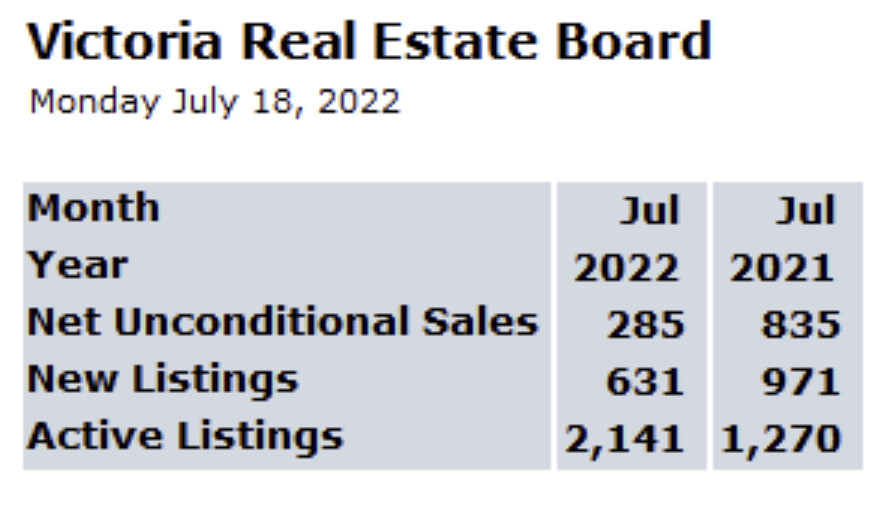 Victoria Real Estate Board
Monday July 18, 2022
Month Jul Jul
Year 2022 2021
Net Unconditional Sales 285 835
New Listings 631 971
Active Listings 2,141 1,270